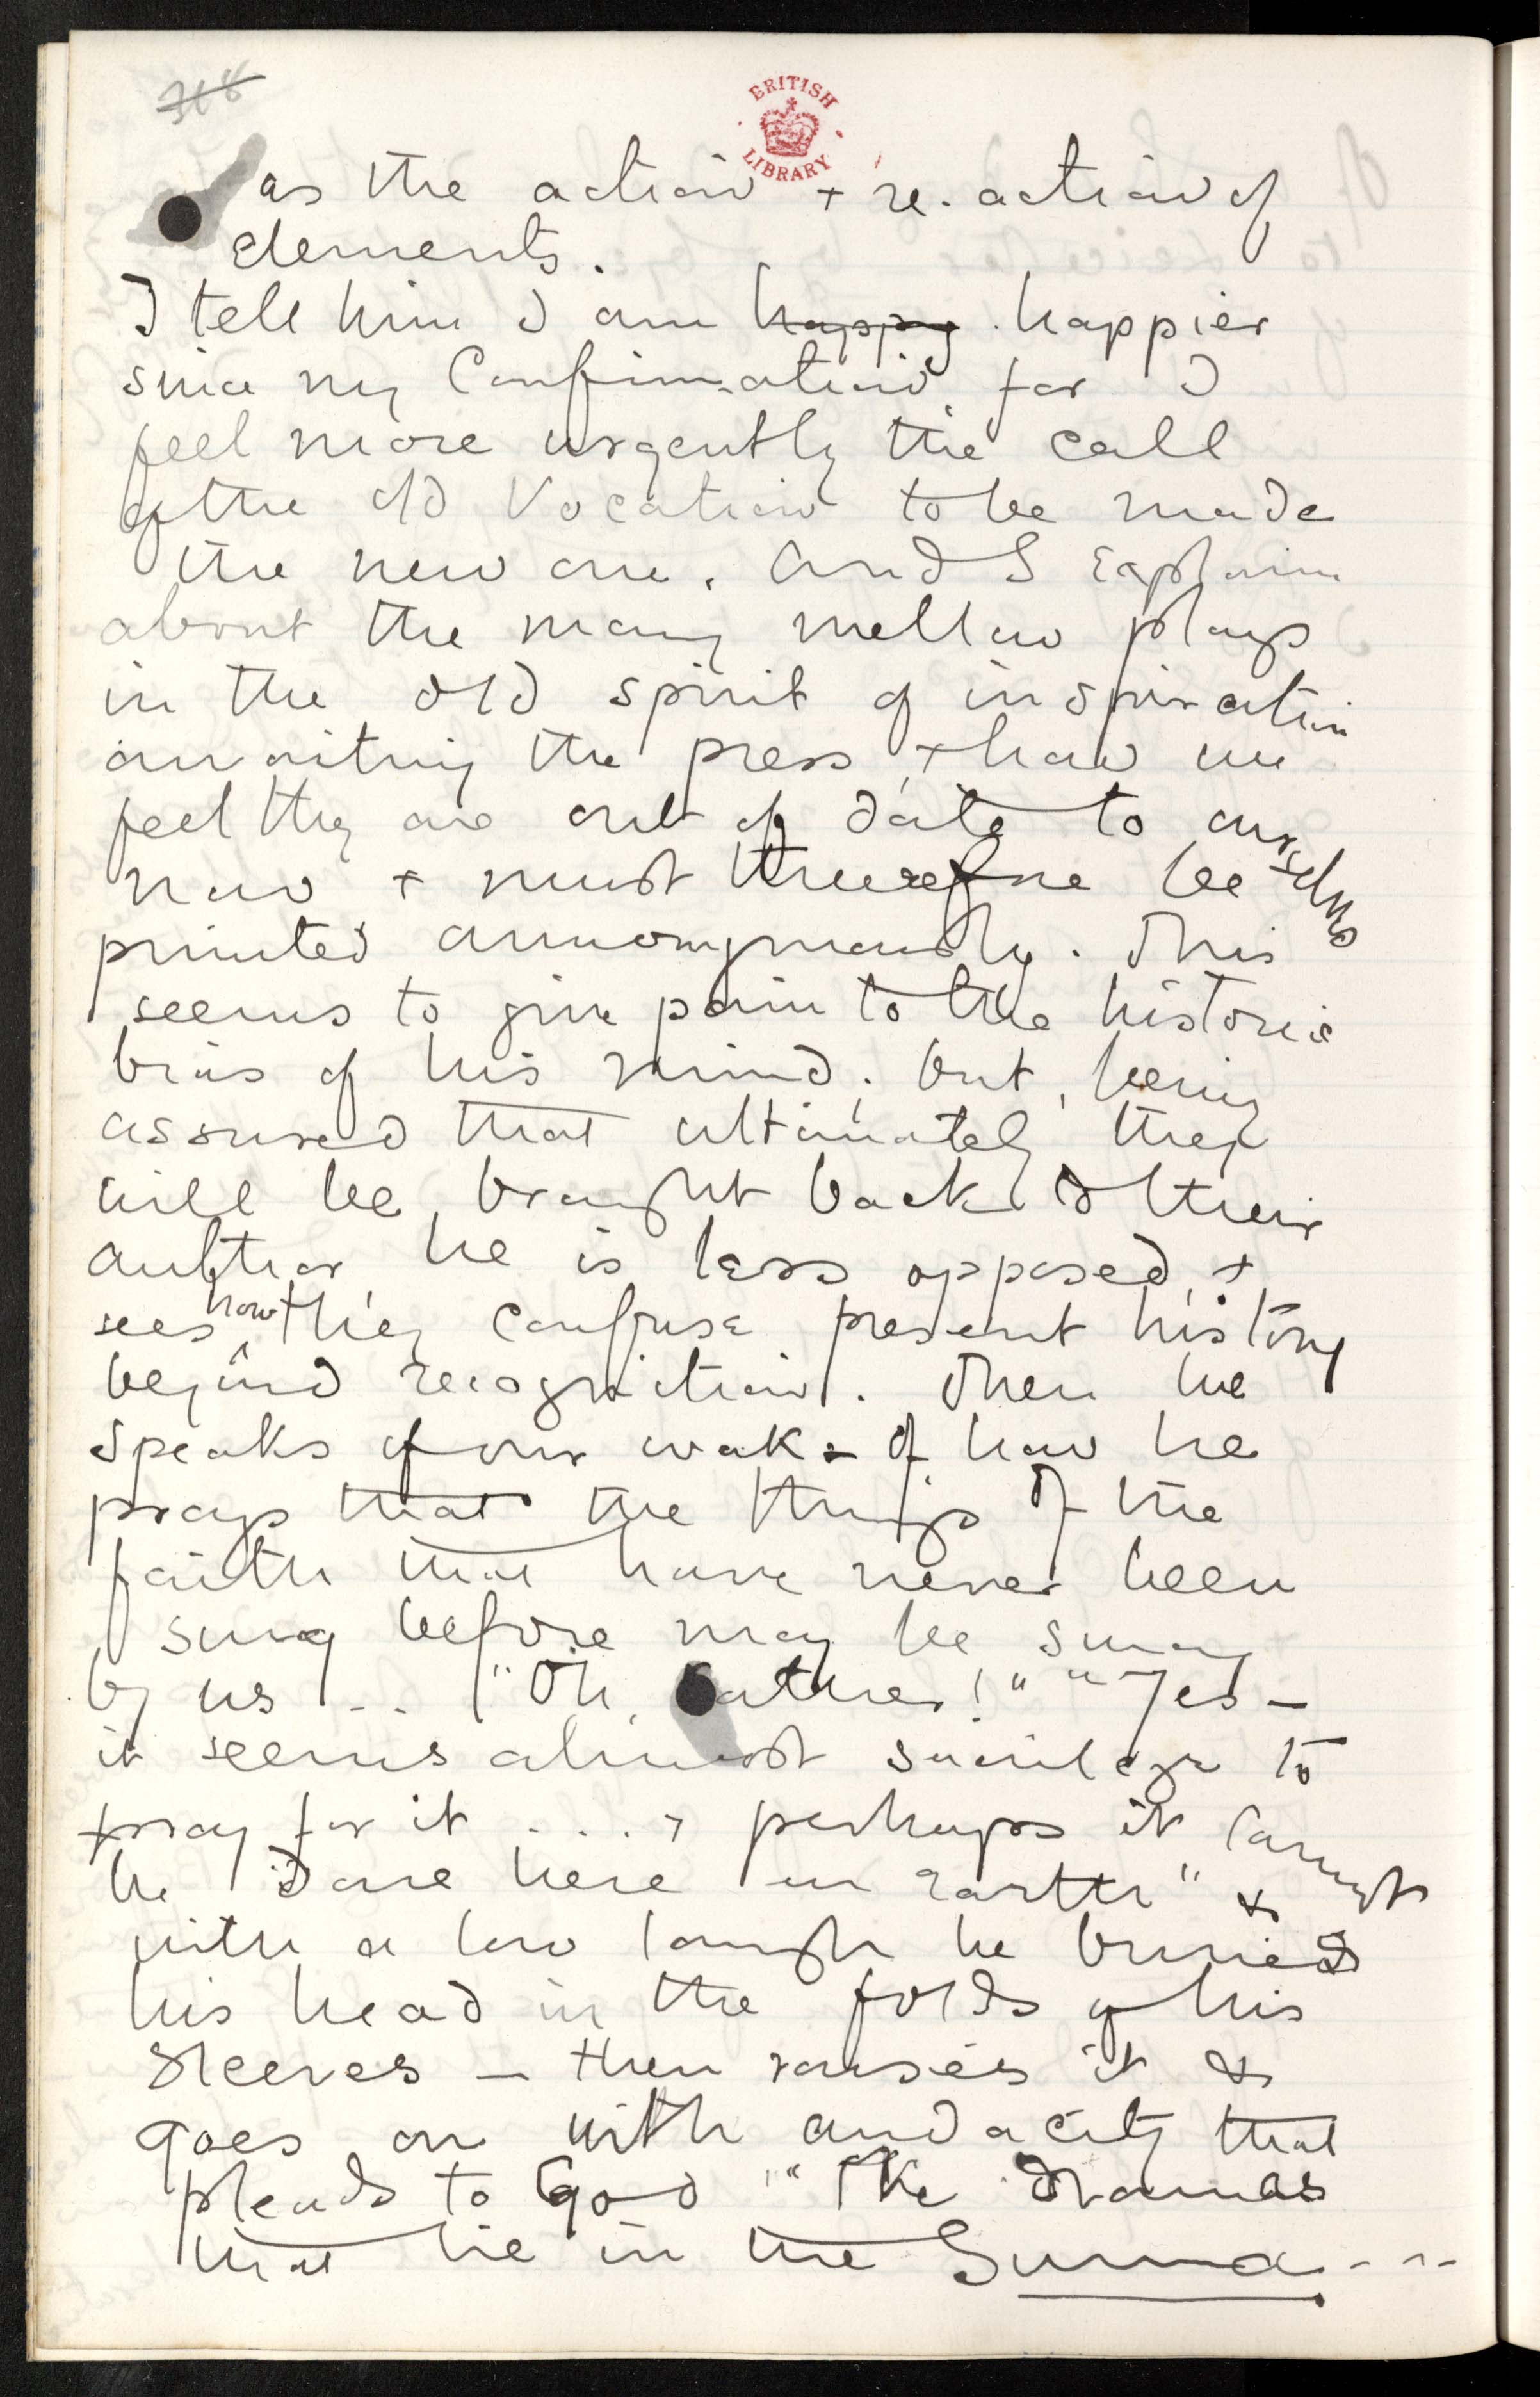 318
BRITISH
LIBRARY
as the action + re-action of
elements.
I tell him I am happy happier
since my Confirmation, for I
feel more urgently the call
of the old Vocation to be made
the new one. And I explain
about the many mellow plays
in the old spirit of inspiration
awaiting the press, + how we
feel they are out of date to ourselves
now + must therefore be
printed annonymously. This
seems to give pain to the historic
bias of his mind; but, being
assured that ultimately they
will be brought back to their
author, he is less opposed, +
sees how they confuse present history
beyond recognition. Then he
speaks of our work - of how he
prays that the things of the
faith that have never been
sung before may be sung
by us ... "Oh, Father!" "Yes –
it seems almost sacrilege to
pray for it .... perhaps it cannot
be done here on earth" &
with a low laugh he buries
his head in the folds of his
sleeves – then raises it &
goes on with audacity that
pleads to God "The dramas
that lie in the Summa ---